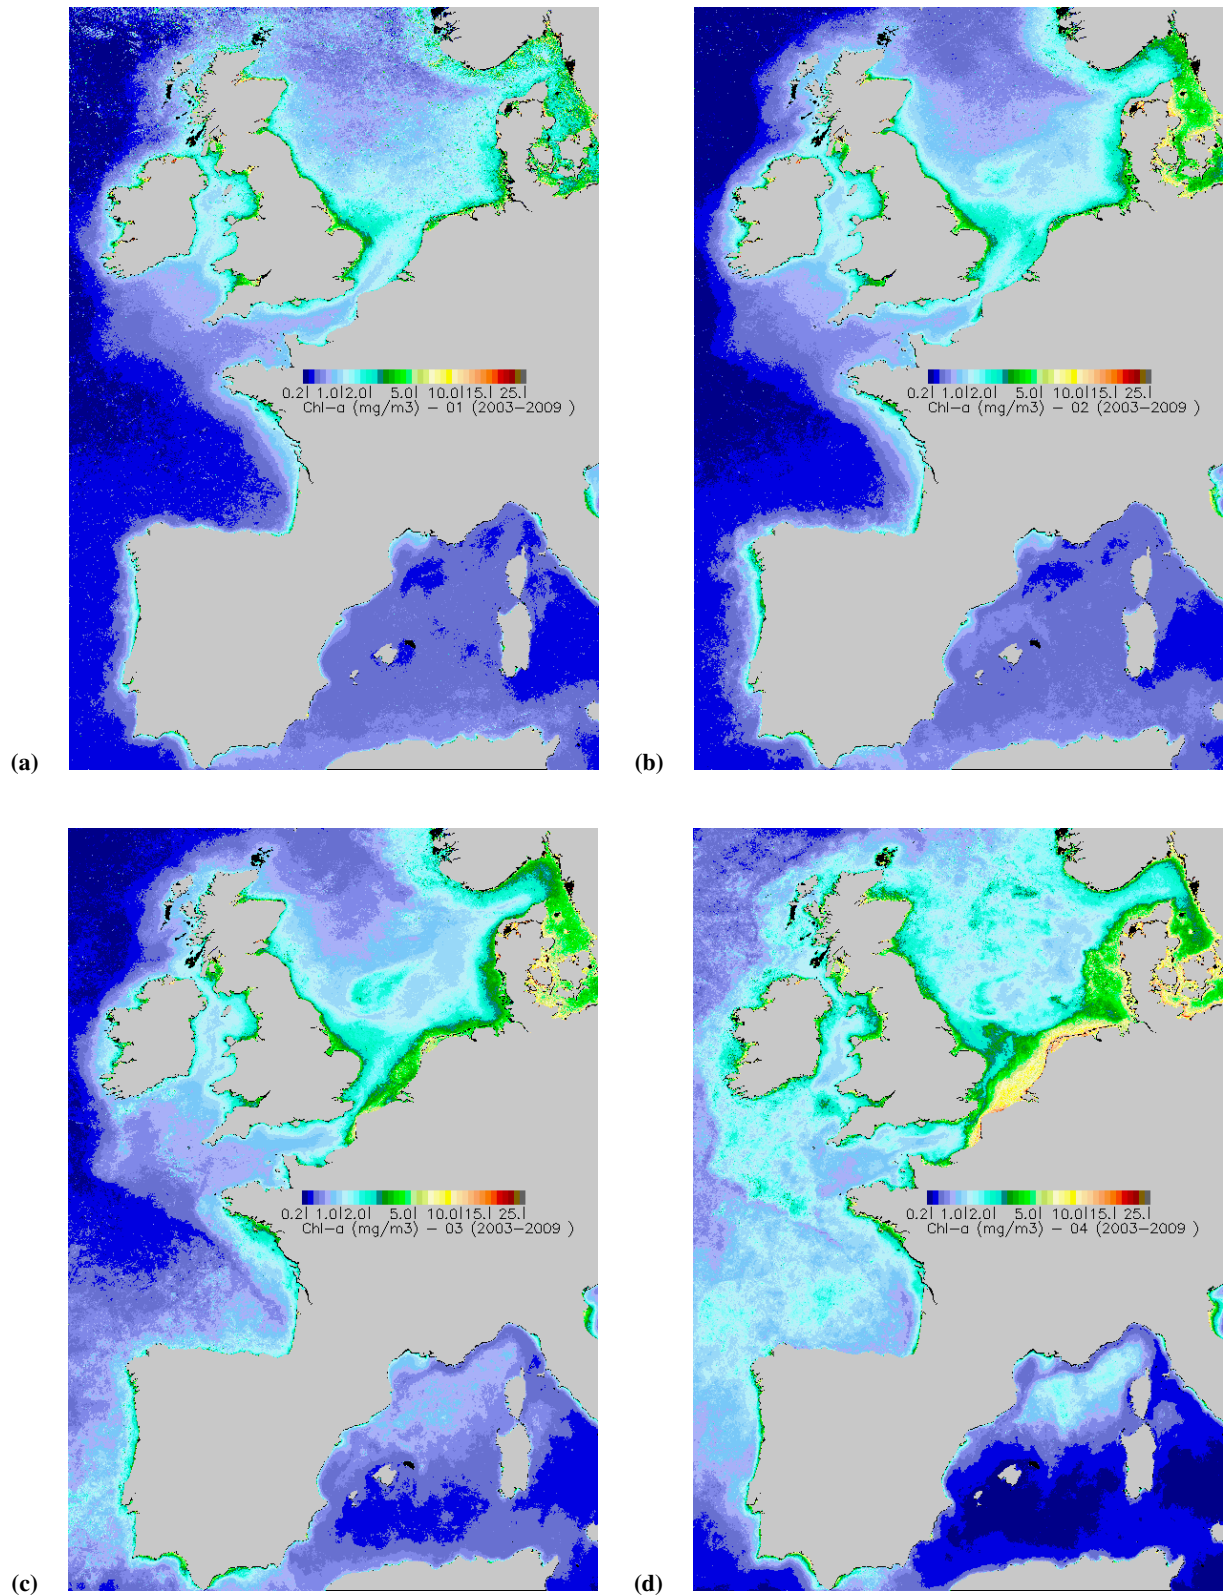 0.2| 1.0|2.0| 5.0| 10.0|15.| 25.|
Chl-a (mg/m3) - 01 (2003-2009 )
0.2| 1.0|2.0| 5.0| 10.0|15.| 25.|
Chl-a (mg/m3) - 02 (2003-2009 )
(a)
(b)
0.2| 1.0|2.0| 5.0| 10.0|15.| 25.|
Chl-a (mg/m3) - 03 (2003-2009 )
0.2| 1.0|2.0| 5.0| 10.0|15.| 25.|
Chl-a (mg/m3) - 04 (2003-2009 )
(c)
(d)